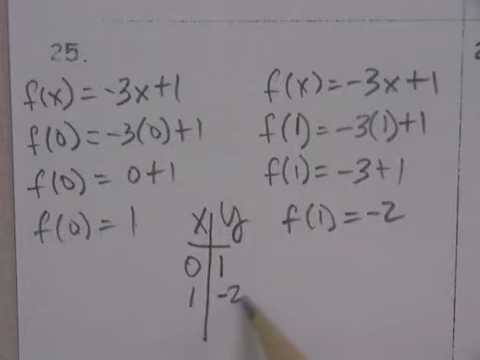 25.
f(x) = -3x+1
f(0) = -3(0)+1
f(0) = 0+1
f(0) = 1
f(x) = -3x+1
f(1) = -3(1)+1
f(1) = -3+1
f(1) = -2
x | y
0 | 1
1 | -2